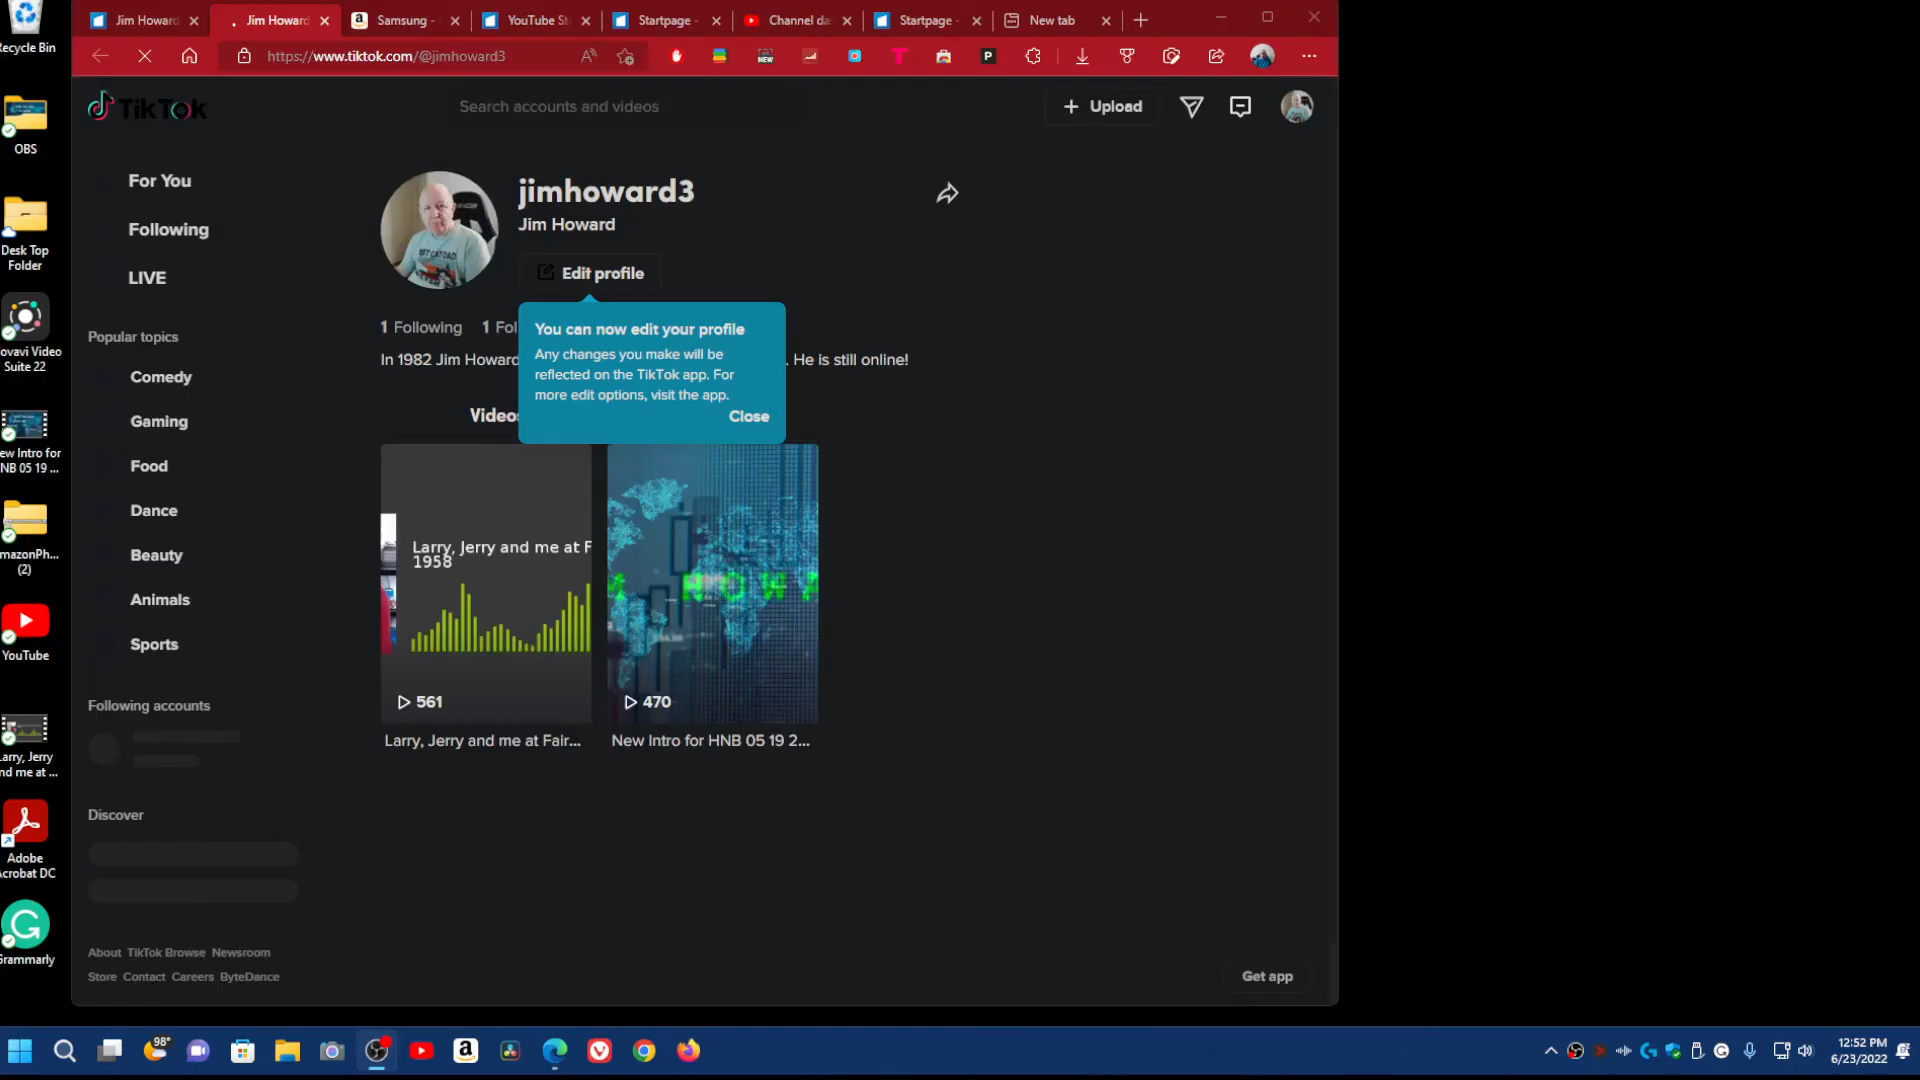 Recycle Bin
OBS
Desk Top
Folder
ovavi Video
Suite 22
ew Intro for
HNB 05 19 ...
mazonPh...
(2)
YouTube
arry, Jerry
nd me at ...
Adobe
Acrobat DC
Grammarly
Jim Howard
Jim Howard
Samsung -
YouTube St
Startpage -
Channel da
Startpage -
New tab
https://www.tiktok.com/@jimhoward3
NEW
P
TikTok
Search accounts and videos
+ Upload
For You
Following
LIVE
Popular topics
Comedy
Gaming
Food
Dance
Beauty
Animals
Sports
Following accounts
Discover
About TikTok Browse Newsroom
Store Contact Careers ByteDance
jimhoward3
Jim Howard
Edit profile
1 Following 1 Fol
In 1982 Jim Howard . He is still online!
You can now edit your profile
Any changes you make will be
reflected on the TikTok app. For
more edit options, visit the app.
Close
Videos
Larry, Jerry and me at F
1958
561
Larry, Jerry and me at Fair...
HOWA
470
New Intro for HNB 05 19 2...
Get app
98°
12:52 PM
6/23/2022